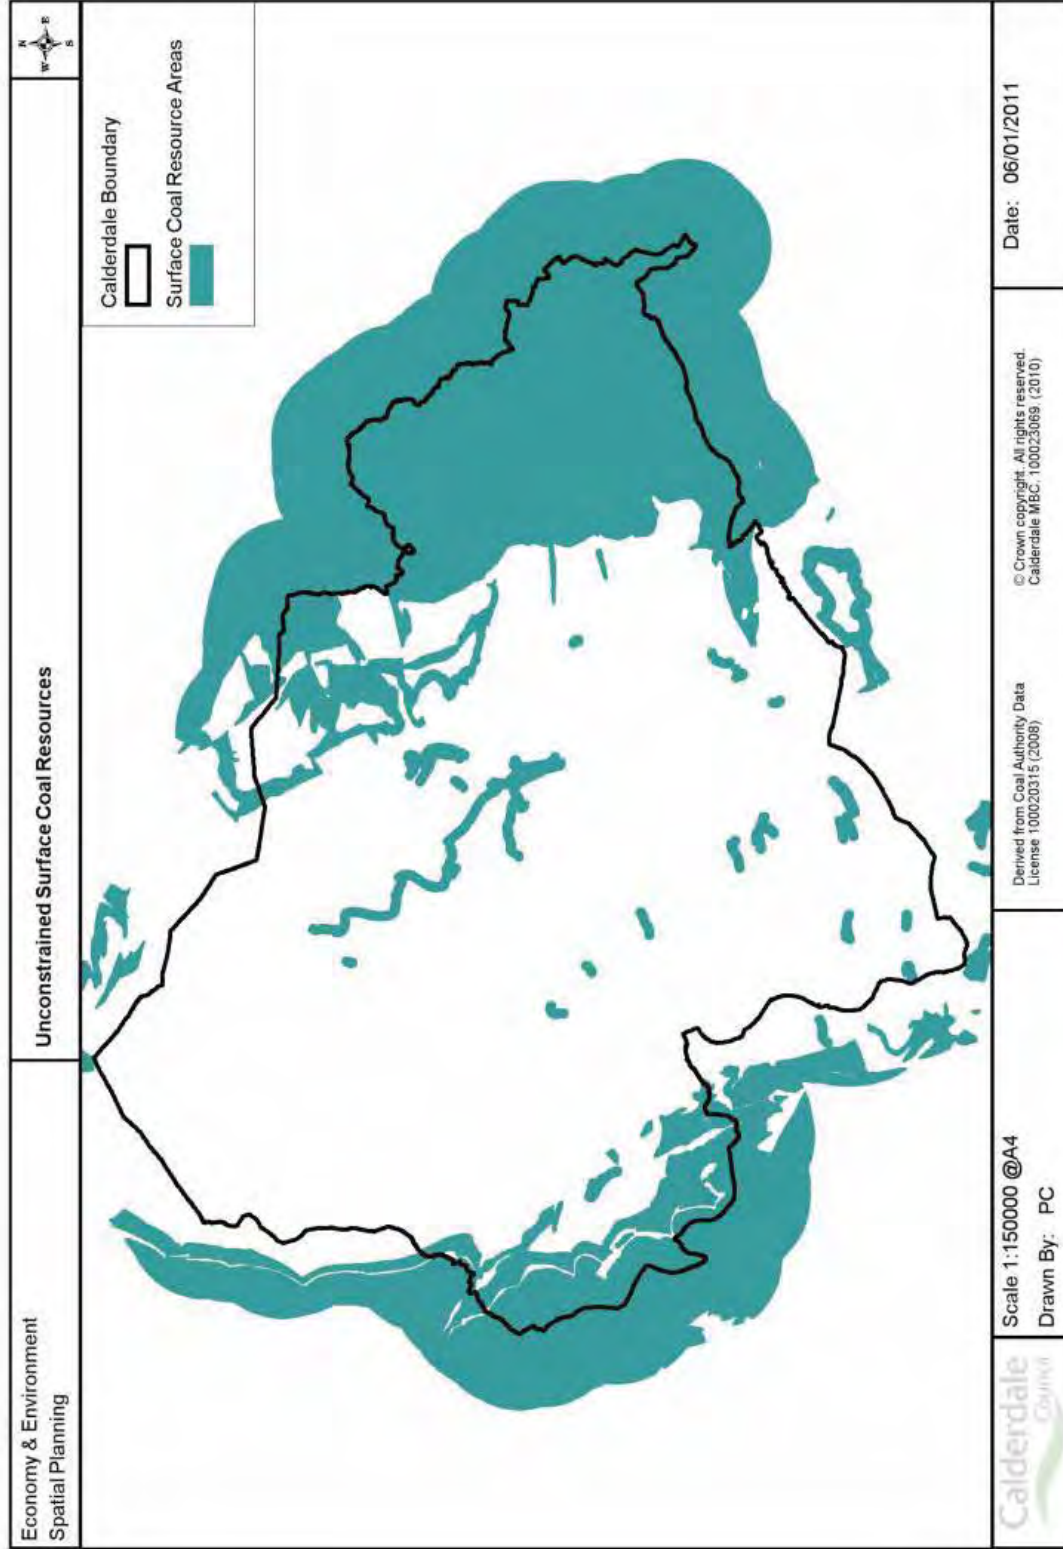 Economy & Environment
Spatial Planning
Unconstrained Surface Coal Resources
N
W
E
S
Calderdale Boundary
Surface Coal Resource Areas
Calderdale
Council
Scale 1:150000 @A4
Drawn By: PC
Derived from Coal Authority Data
License 100020315 (2008)
© Crown copyright. All rights reserved.
Calderdale MBC. 100023069. (2010)
Date: 06/01/2011